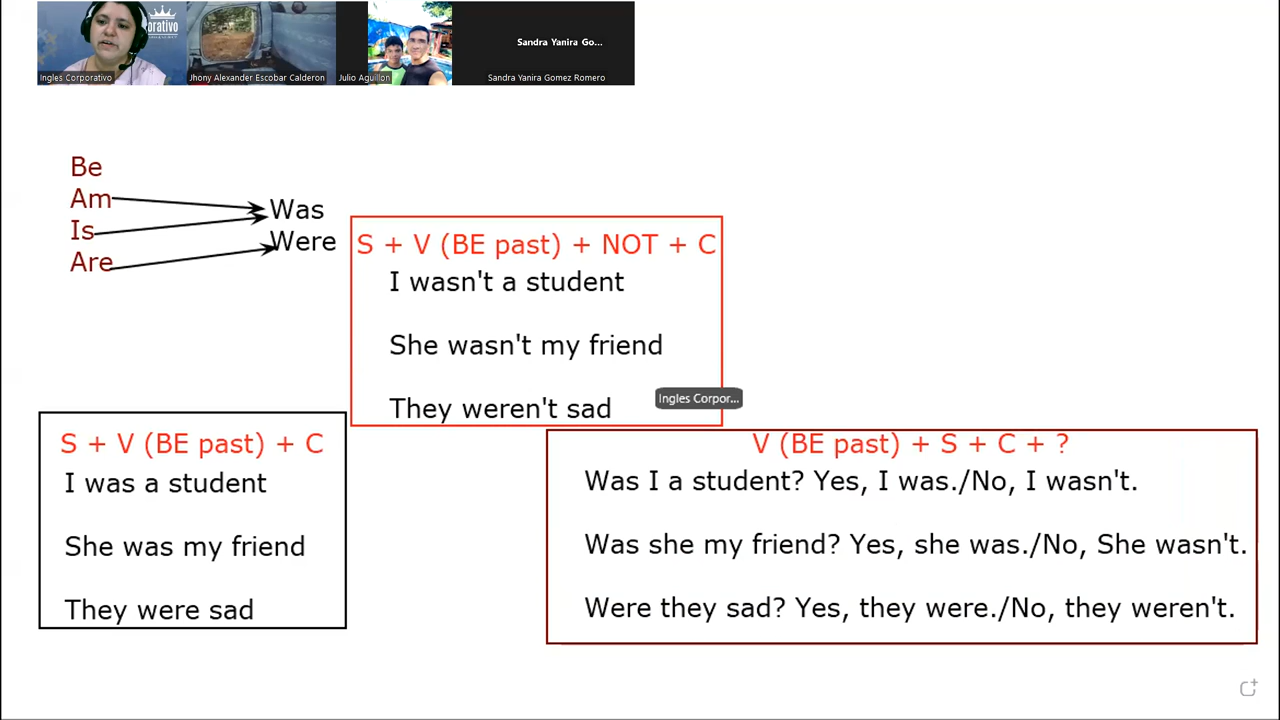 orativo
Ingles Corporativo
Jhony Alexander Escobar Calderon
Julio Aguillon
Sandra Yanira Go...
Sandra Yanira Gomez Romero
Be
Am
Is
Are
Was
Were
S + V (BE past) + NOT + C
I wasn't a student
She wasn't my friend
They weren't sad
Ingles Corpor...
S + V (BE past) + C
I was a student
She was my friend
They were sad
V (BE past) + S + C + ?
Was I a student? Yes, I was./No, I wasn't.
Was she my friend? Yes, she was./No, She wasn't.
Were they sad? Yes, they were./No, they weren't.